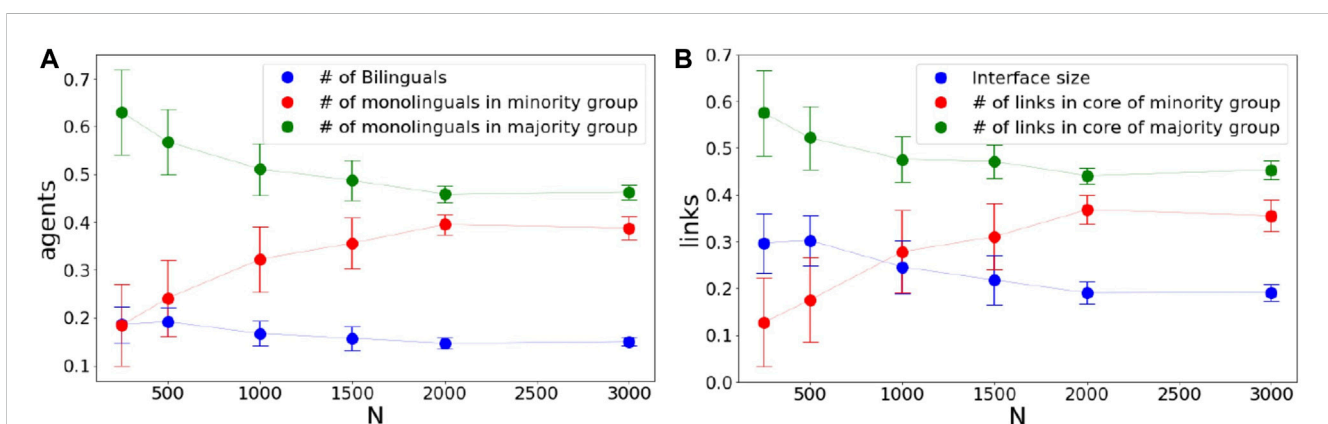 A
# of Bilinguals
# of monolinguals in minority group
# of monolinguals in majority group
agents
0.7
0.6
0.5
0.4
0.3
0.2
0.1
500 1000 1500 2000 2500 3000
N
B
Interface size
# of links in core of minority group
# of links in core of majority group
links
0.7
0.6
0.5
0.4
0.3
0.2
0.1
0.0
500 1000 1500 2000 2500 3000
N